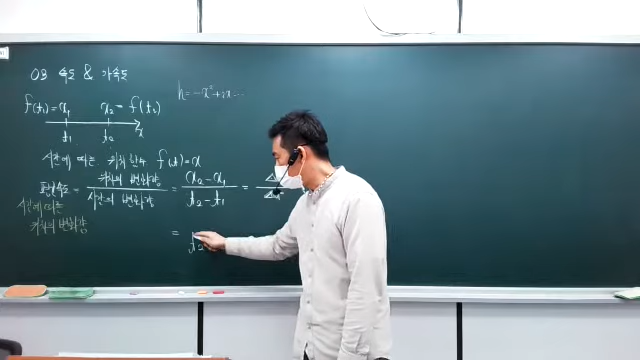 03 속도 & 가속도
h = -x² + 2x ...
f(t₁) = x₁ x₂ = f(t₂)
t₁ t₂ x
시간에 따른 위치 함수 f(t) = x
평균속도 = 위치의 변화량 / 시간의 변화량 = x₂ - x₁ / t₂ - t₁ =
시간에 따른
위치의 변화량
= t₂